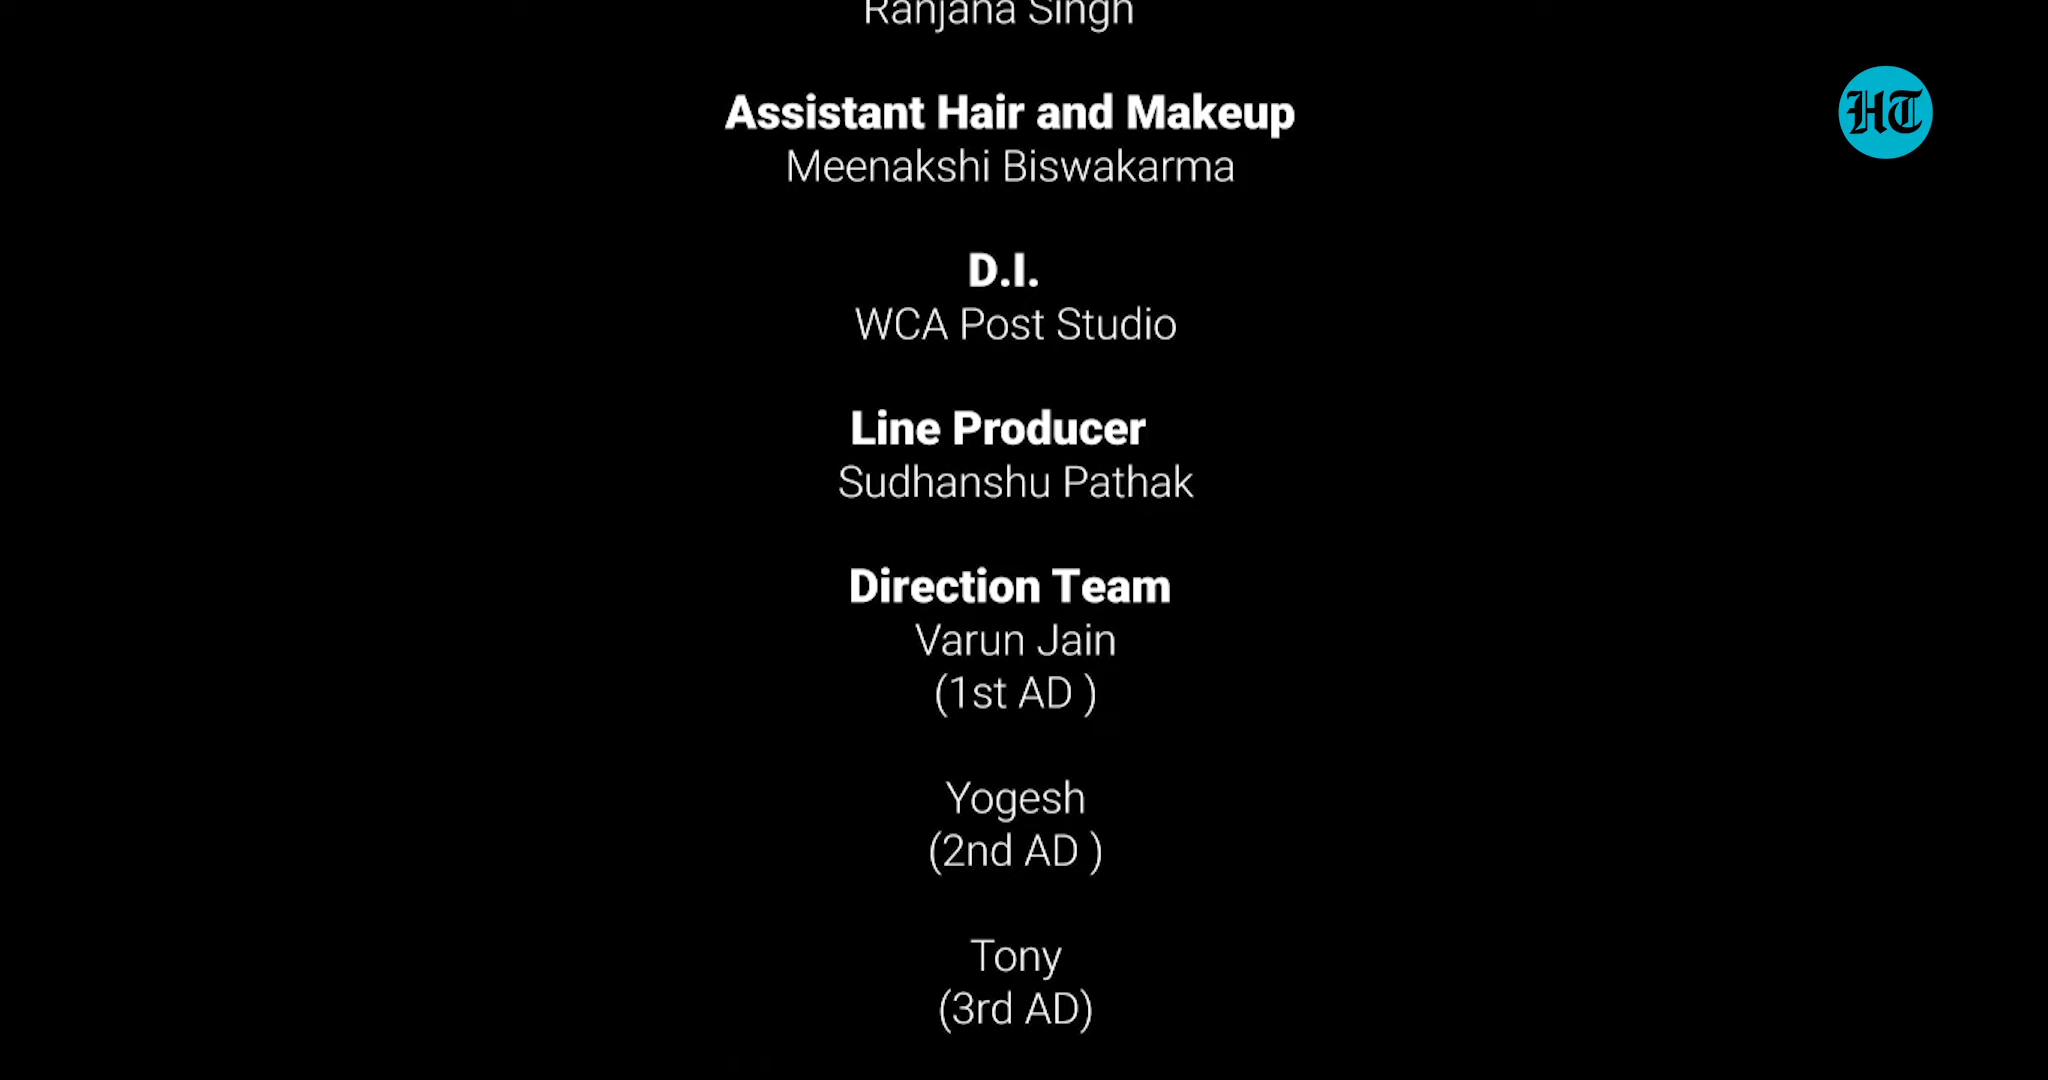 Ranjana Singh
Assistant Hair and Makeup
Meenakshi Biswakarma
D.I.
WCA Post Studio
Line Producer
Sudhanshu Pathak
Direction Team
Varun Jain
(1st AD )
Yogesh
(2nd AD )
Tony
(3rd AD)
HT